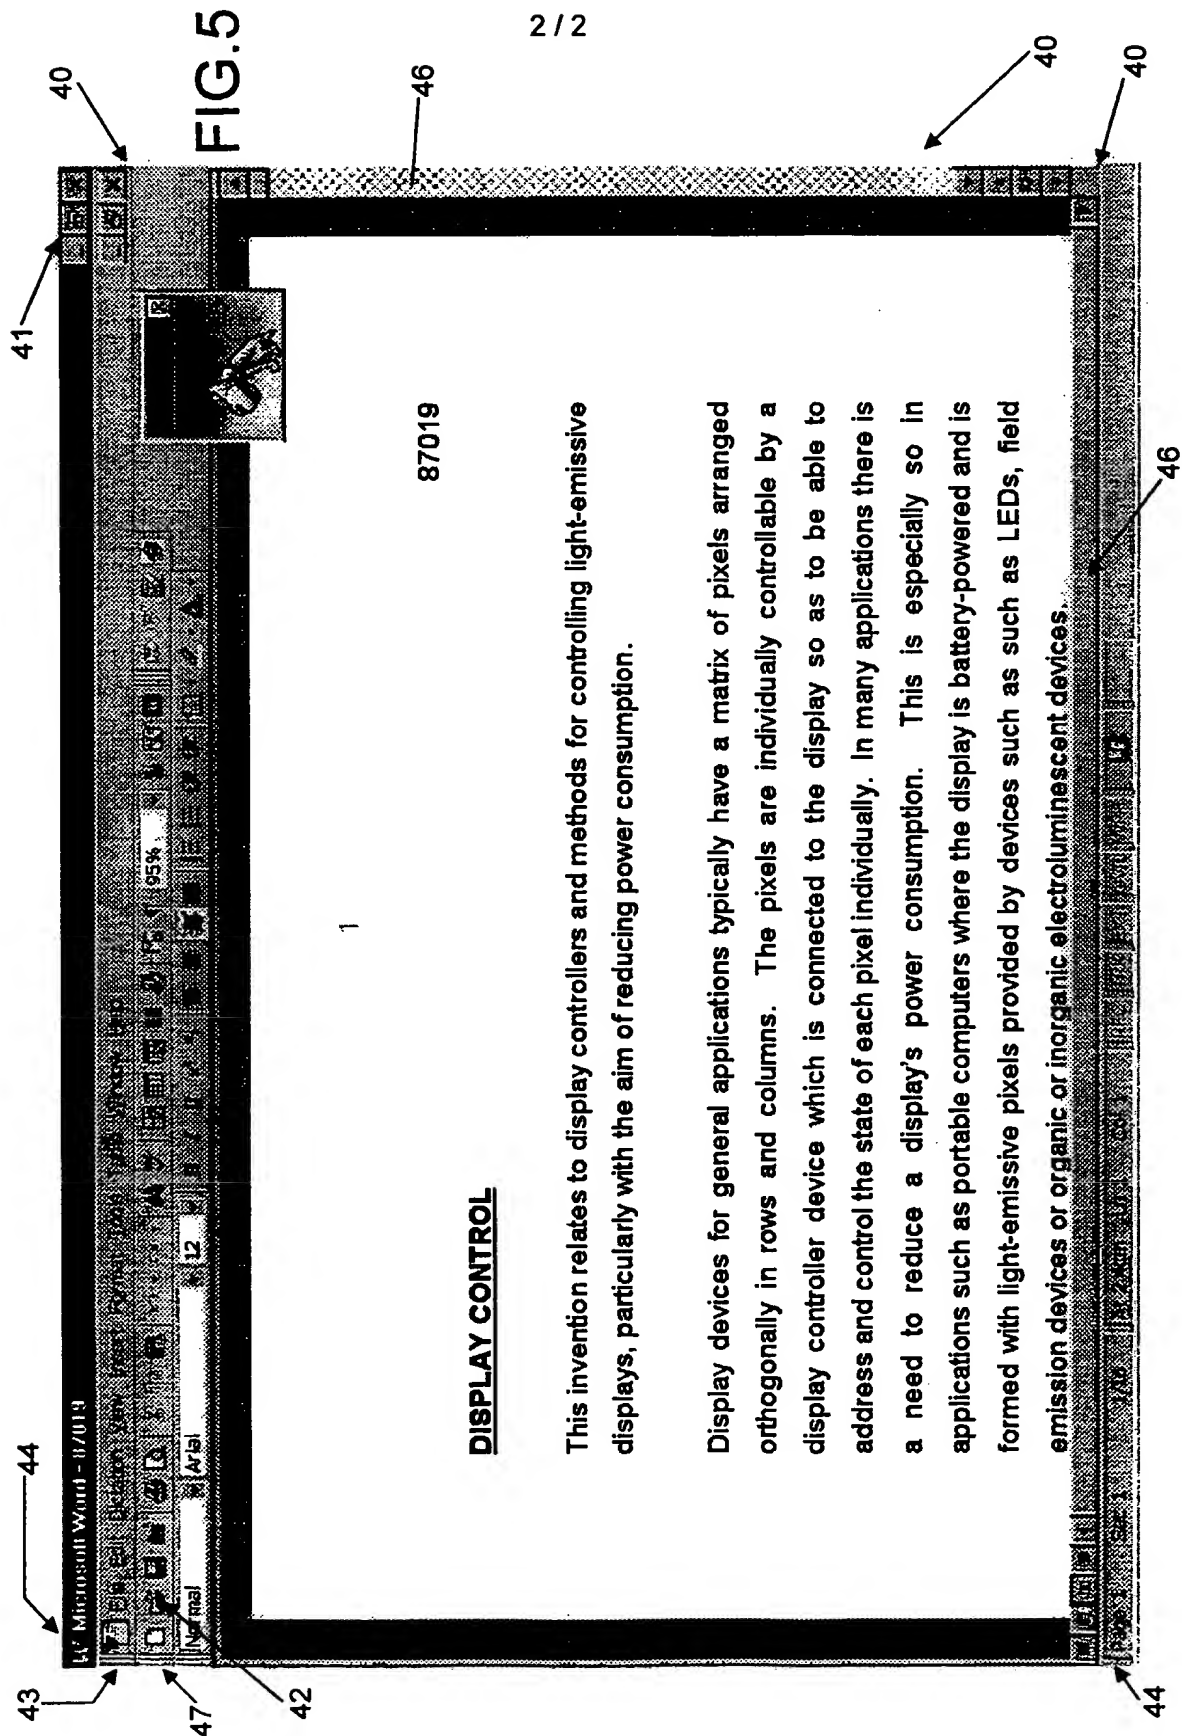 2 / 2
FIG.5
44
41
40
43
47
42
W Microsoft Word - 87019
File Edit Dictation View Insert Format Tools Table Window Help
95%
Normal
Arial
12
1
87019
DISPLAY CONTROL
This invention relates to display controllers and methods for controlling light-emissive
displays, particularly with the aim of reducing power consumption.
Display devices for general applications typically have a matrix of pixels arranged
orthogonally in rows and columns. The pixels are individually controllable by a
display controller device which is connected to the display so as to be able to
address and control the state of each pixel individually. In many applications there is
a need to reduce a display's power consumption. This is especially so in
applications such as portable computers where the display is battery-powered and is
formed with light-emissive pixels provided by devices such as such as LEDs, field
emission devices or organic or inorganic electroluminescent devices.
Page 1 Sec 1 1/18
46
40
44
46
40